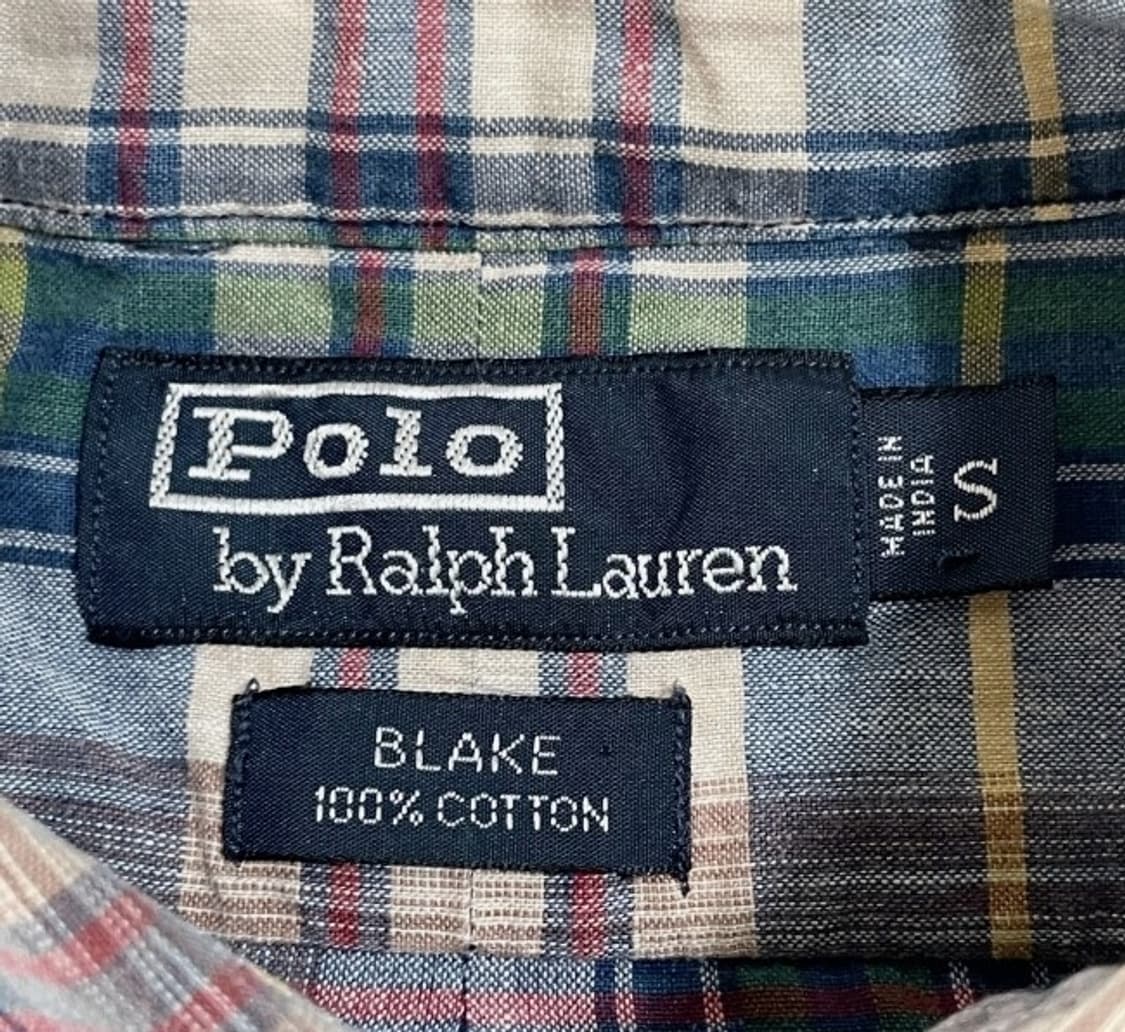 Polo
by Ralph Lauren
MADE IN
INDIA
S
BLAKE
100% COTTON